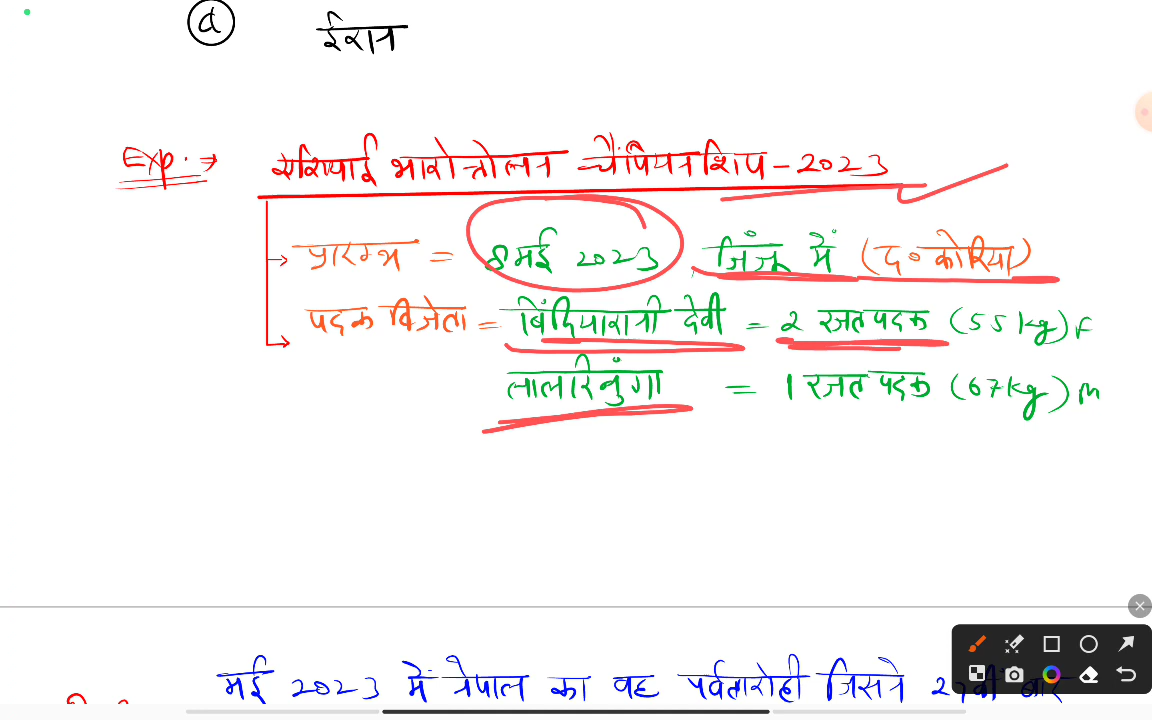 d ईरान
Exp. → एशियाई भारोत्तोलन चैंपियनशिप - 2023
→ प्रारम्भ = 8 मई 2023 जिंजू में (द० कोरिया)
→ पदक विजेता = बिंदियारानी देवी = 2 रजत पदक (55 kg) F
लालरिनुंगा = 1 रजत पदक (67 kg) m
मई 2023 में नेपाल का वह पर्वतारोही जिसने